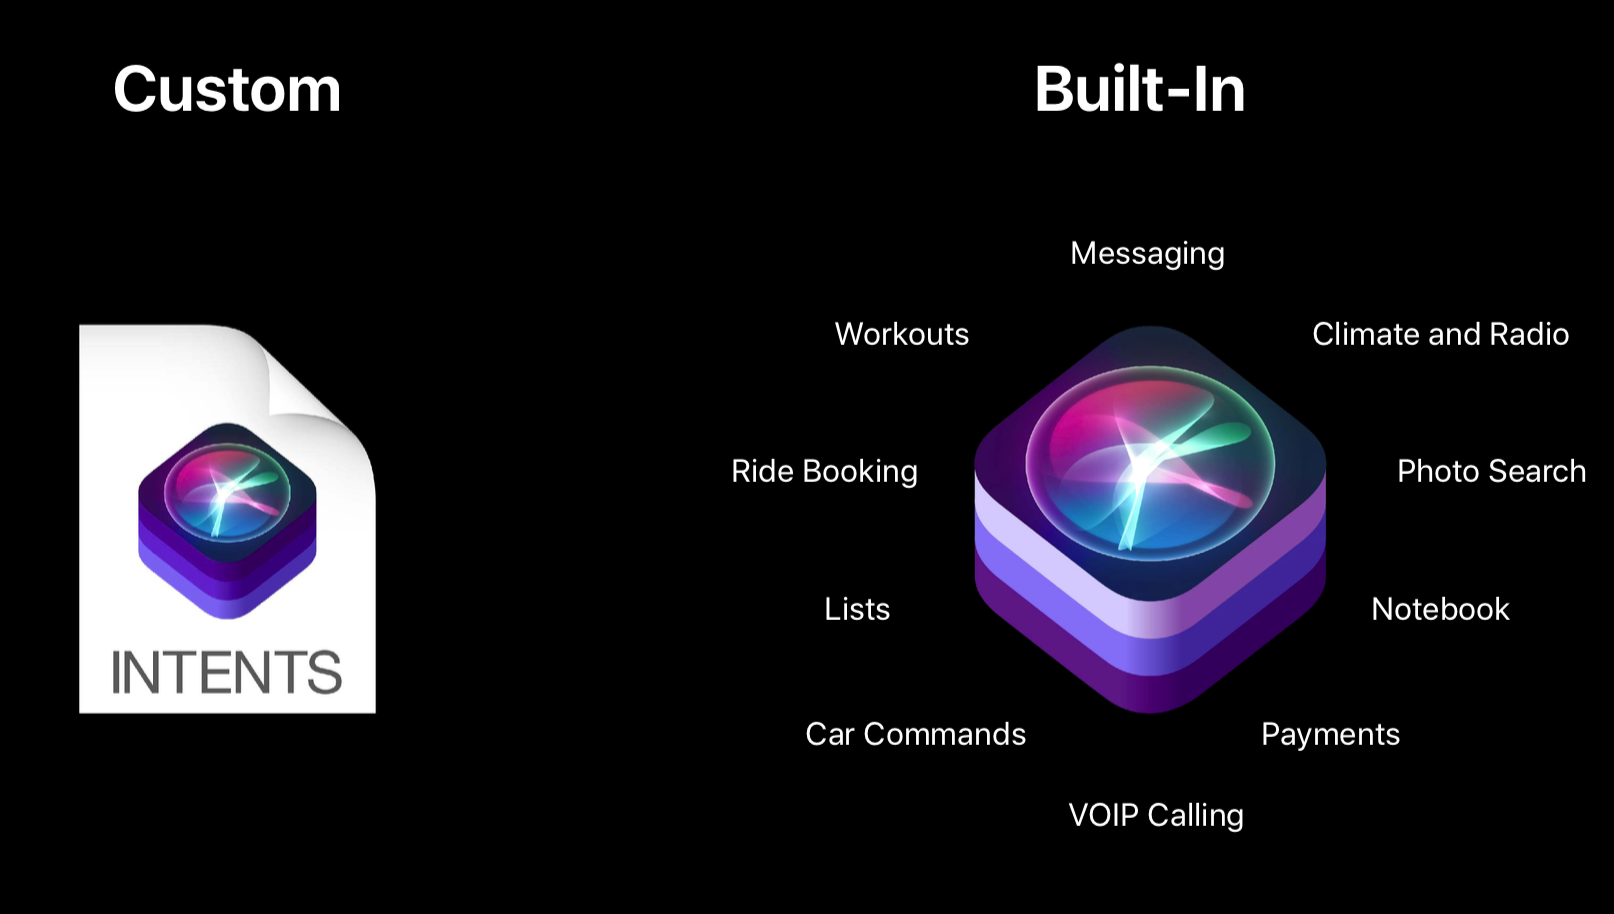 Custom
Built-In
Messaging
Workouts
Climate and Radio
Ride Booking
Photo Search
Lists
Notebook
INTENTS
Car Commands
Payments
VOIP Calling